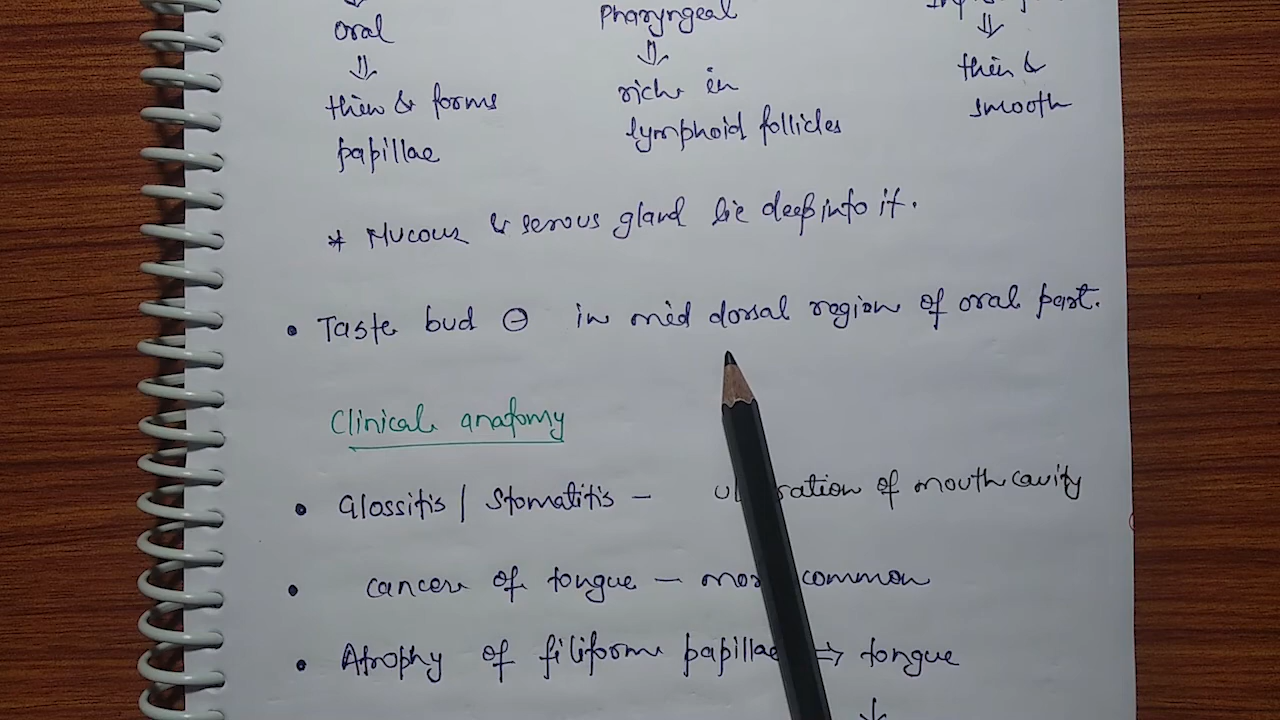 Oral
Pharyngeal
⇓
⇓
⇓
thin & forms
papillae
rich in
lymphoid follicles
thin &
smooth
* Mucous & serous gland lie deep into it.
• Taste bud ⊖ in mid dorsal region of oral part.
Clinical anatomy
• Glossitis / Stomatitis – of mouth cavity
• cancer of tongue – common
• Atrophy of filiform papillae ⇒ tongue
↓